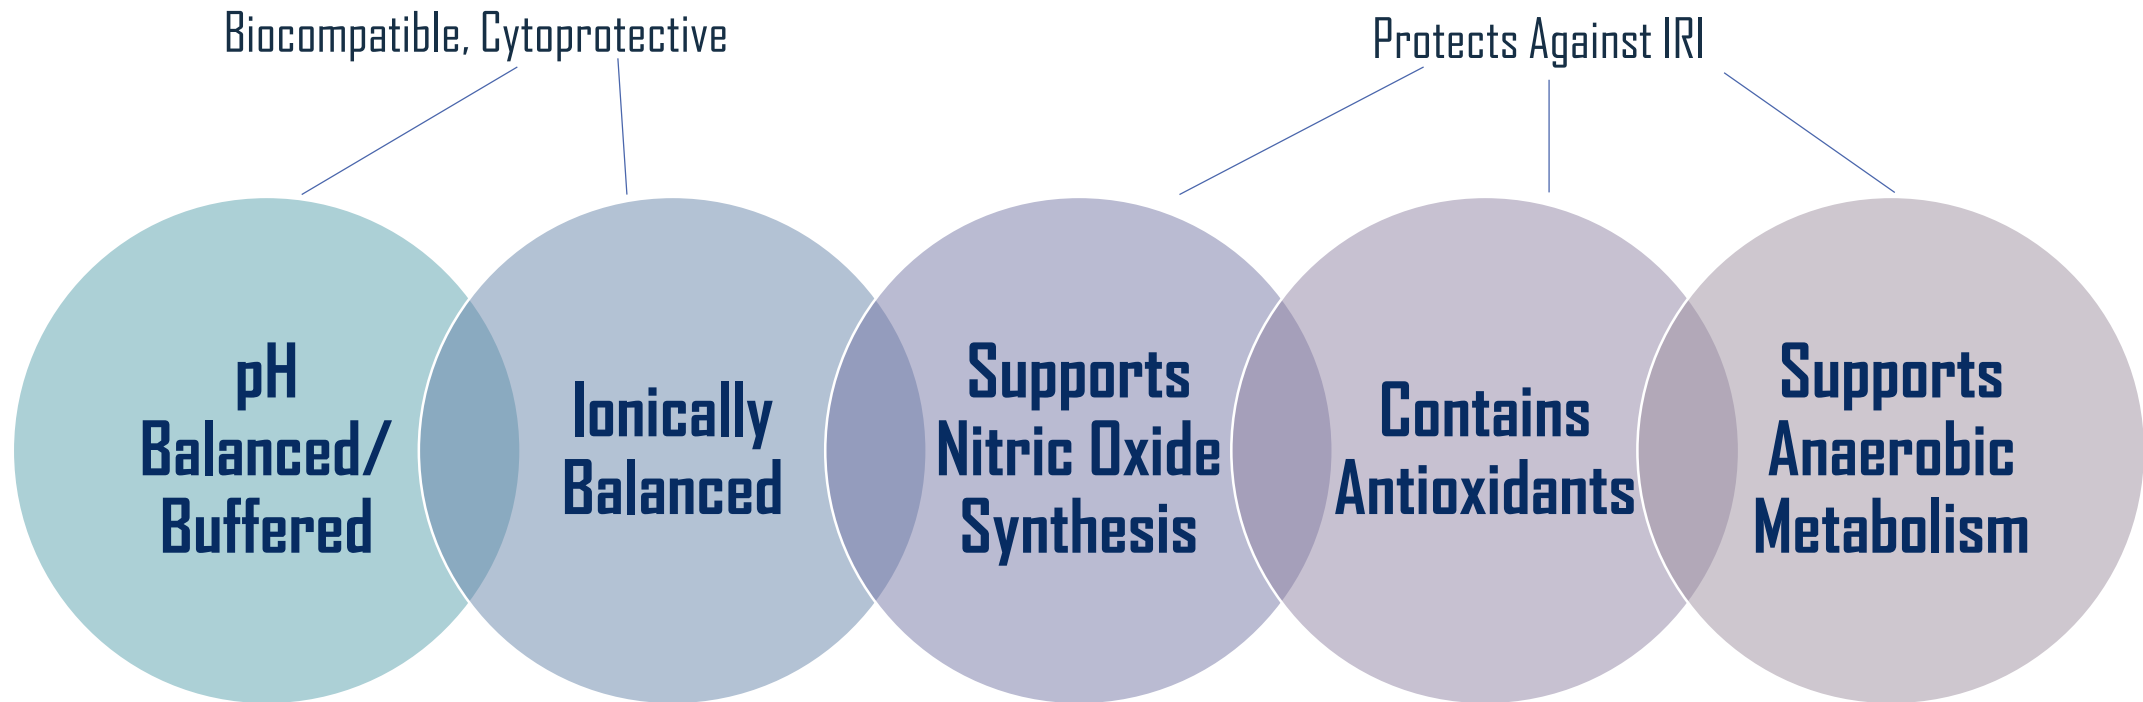 Biocompatible, Cytoprotective
Protects Against IRI
pH
Balanced/
Buffered
Ionically
Balanced
Supports
Nitric Oxide
Synthesis
Contains
Antioxidants
Supports
Anaerobic
Metabolism